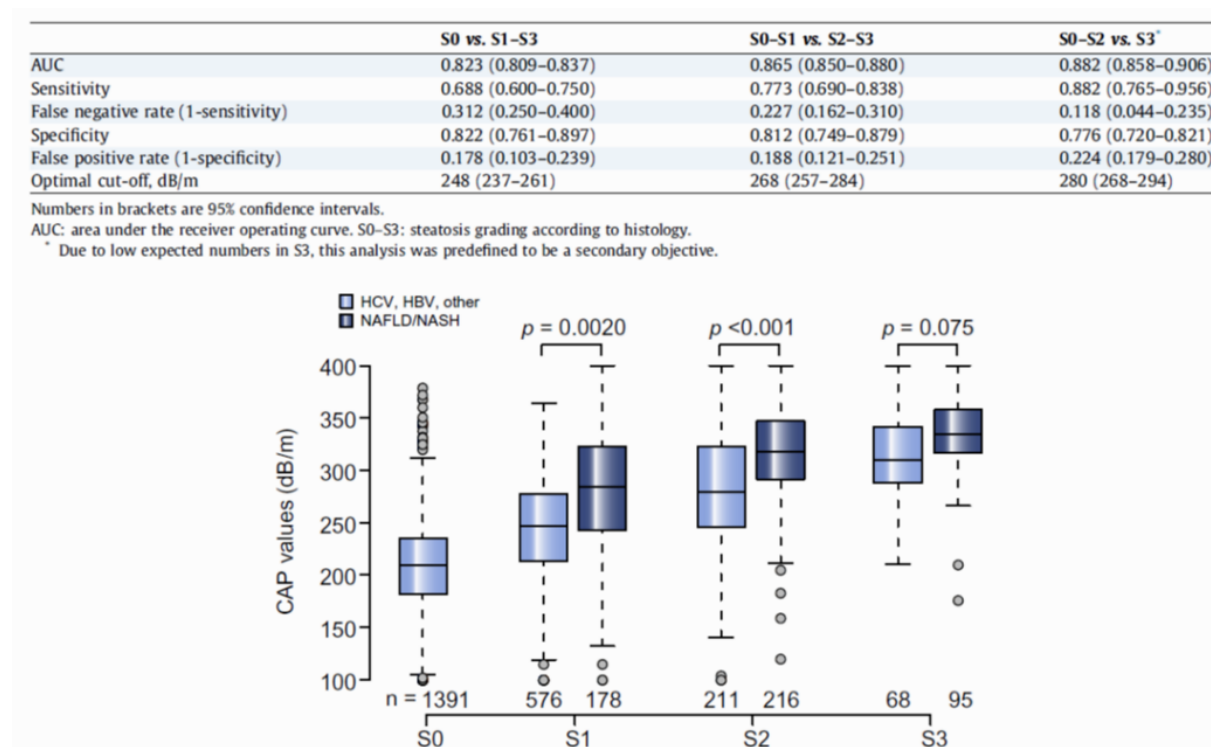 S0 vs. S1–S3 S0–S1 vs. S2–S3 S0–S2 vs. S3*
AUC 0.823 (0.809–0.837) 0.865 (0.850–0.880) 0.882 (0.858–0.906)
Sensitivity 0.688 (0.600–0.750) 0.773 (0.690–0.838) 0.882 (0.765–0.956)
False negative rate (1-sensitivity) 0.312 (0.250–0.400) 0.227 (0.162–0.310) 0.118 (0.044–0.235)
Specificity 0.822 (0.761–0.897) 0.812 (0.749–0.879) 0.776 (0.720–0.821)
False positive rate (1-specificity) 0.178 (0.103–0.239) 0.188 (0.121–0.251) 0.224 (0.179–0.280)
Optimal cut-off, dB/m 248 (237–261) 268 (257–284) 280 (268–294)
Numbers in brackets are 95% confidence intervals.
AUC: area under the receiver operating curve. S0–S3: steatosis grading according to histology.
* Due to low expected numbers in S3, this analysis was predefined to be a secondary objective.
HCV, HBV, other
NAFLD/NASH
p = 0.0020 p <0.001 p = 0.075
CAP values (dB/m)
400
350
300
250
200
150
100
n = 1391 576 178 211 216 68 95
S0 S1 S2 S3